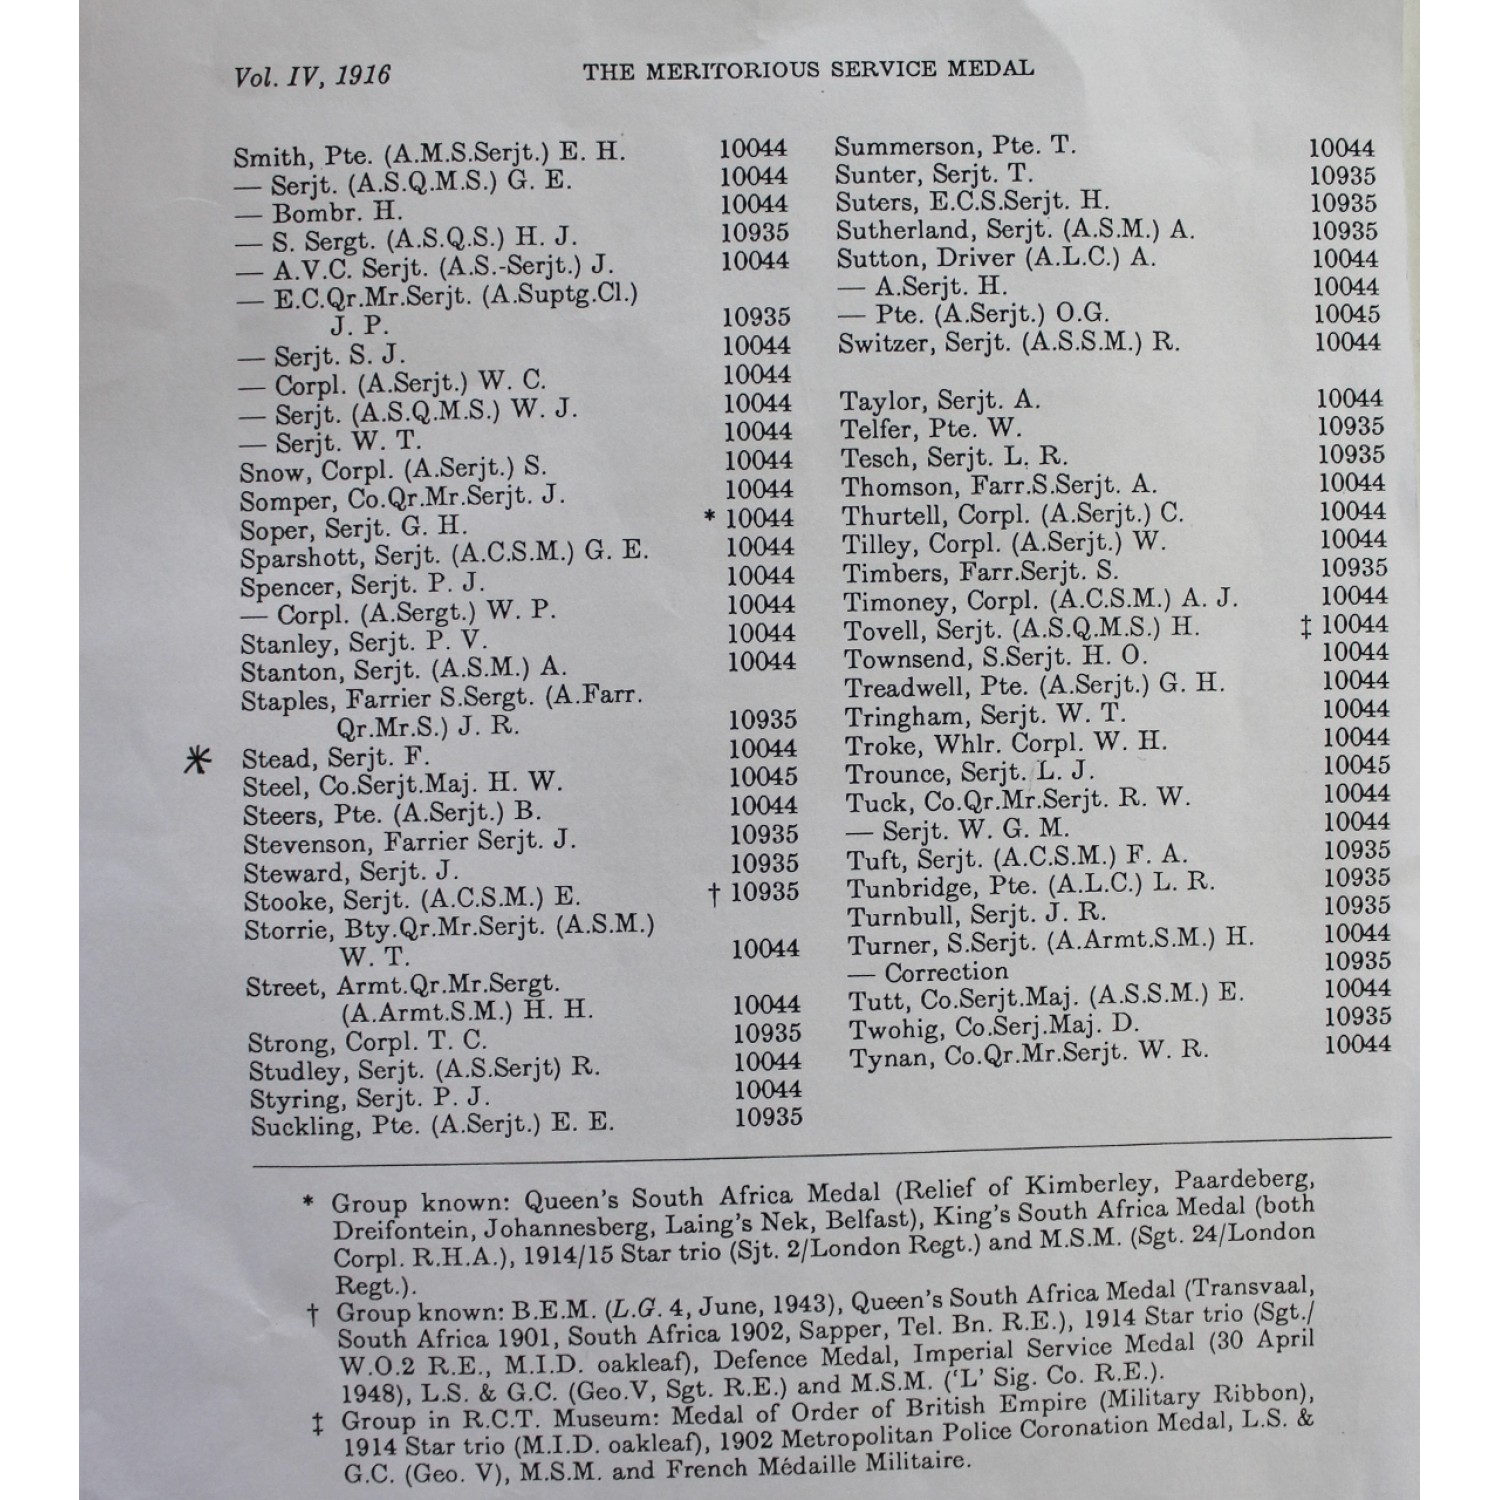 Vol. IV, 1916 THE MERITORIOUS SERVICE MEDAL
Smith, Pte. (A.M.S.Serjt.) E. H. 10044
— Serjt. (A.S.Q.M.S.) G. E. 10044
— Bombr. H. 10044
— S. Sergt. (A.S.Q.S.) H. J. 10935
— A.V.C. Serjt. (A.S.-Serjt.) J. 10044
— E.C.Qr.Mr.Serjt. (A.Suptg.Cl.)
J. P. 10935
— Serjt. S. J. 10044
— Corpl. (A.Serjt.) W. C. 10044
— Serjt. (A.S.Q.M.S.) W. J. 10044
— Serjt. W. T. 10044
Snow, Corpl. (A.Serjt.) S. 10044
Somper, Co.Qr.Mr.Serjt. J. 10044
Soper, Serjt. G. H. * 10044
Sparshott, Serjt. (A.C.S.M.) G. E. 10044
Spencer, Serjt. P. J. 10044
— Corpl. (A.Sergt.) W. P. 10044
Stanley, Serjt. P. V. 10044
Stanton, Serjt. (A.S.M.) A. 10044
Staples, Farrier S.Sergt. (A.Farr.
Qr.Mr.S.) J. R. 10935
* Stead, Serjt. F. 10044
Steel, Co.Serjt.Maj. H. W. 10045
Steers, Pte. (A.Serjt.) B. 10044
Stevenson, Farrier Serjt. J. 10935
Steward, Serjt. J. 10935
Stooke, Serjt. (A.C.S.M.) E. † 10935
Storrie, Bty.Qr.Mr.Serjt. (A.S.M.)
W. T. 10044
Street, Armt.Qr.Mr.Sergt.
(A.Armt.S.M.) H. H. 10044
Strong, Corpl. T. C. 10935
Studley, Serjt. (A.S.Serjt) R. 10044
Styring, Serjt. P. J. 10044
Suckling, Pte. (A.Serjt.) E. E. 10935
Summerson, Pte. T. 10044
Sunter, Serjt. T. 10935
Suters, E.C.S.Serjt. H. 10935
Sutherland, Serjt. (A.S.M.) A. 10935
Sutton, Driver (A.L.C.) A. 10044
— A.Serjt. H. 10044
— Pte. (A.Serjt.) O.G. 10045
Switzer, Serjt. (A.S.S.M.) R. 10044
Taylor, Serjt. A. 10044
Telfer, Pte. W. 10935
Tesch, Serjt. L. R. 10935
Thomson, Farr.S.Serjt. A. 10044
Thurtell, Corpl. (A.Serjt.) C. 10044
Tilley, Corpl. (A.Serjt.) W. 10044
Timbers, Farr.Serjt. S. 10935
Timoney, Corpl. (A.C.S.M.) A. J. 10044
Tovell, Serjt. (A.S.Q.M.S.) H. ‡ 10044
Townsend, S.Serjt. H. O. 10044
Treadwell, Pte. (A.Serjt.) G. H. 10044
Tringham, Serjt. W. T. 10044
Troke, Whlr. Corpl. W. H. 10044
Trounce, Serjt. L. J. 10045
Tuck, Co.Qr.Mr.Serjt. R. W. 10044
— Serjt. W. G. M. 10044
Tuft, Serjt. (A.C.S.M.) F. A. 10935
Tunbridge, Pte. (A.L.C.) L. R. 10935
Turnbull, Serjt. J. R. 10935
Turner, S.Serjt. (A.Armt.S.M.) H. 10044
— Correction 10935
Tutt, Co.Serjt.Maj. (A.S.S.M.) E. 10044
Twohig, Co.Serj.Maj. D. 10935
Tynan, Co.Qr.Mr.Serjt. W. R. 10044
* Group known: Queen's South Africa Medal (Relief of Kimberley, Paardeberg,
Dreifontein, Johannesberg, Laing's Nek, Belfast), King's South Africa Medal (both
Corpl. R.H.A.), 1914/15 Star trio (Sjt. 2/London Regt.) and M.S.M. (Sgt. 24/London
Regt.).
† Group known: B.E.M. (L.G. 4, June, 1943), Queen's South Africa Medal (Transvaal,
South Africa 1901, South Africa 1902, Sapper, Tel. Bn. R.E.), 1914 Star trio (Sgt./
W.O.2 R.E., M.I.D. oakleaf), Defence Medal, Imperial Service Medal (30 April
1948), L.S. & G.C. (Geo.V, Sgt. R.E.) and M.S.M. ('L' Sig. Co. R.E.).
‡ Group in R.C.T. Museum: Medal of Order of British Empire (Military Ribbon),
1914 Star trio (M.I.D. oakleaf), 1902 Metropolitan Police Coronation Medal, L.S. &
G.C. (Geo. V), M.S.M. and French Médaille Militaire.